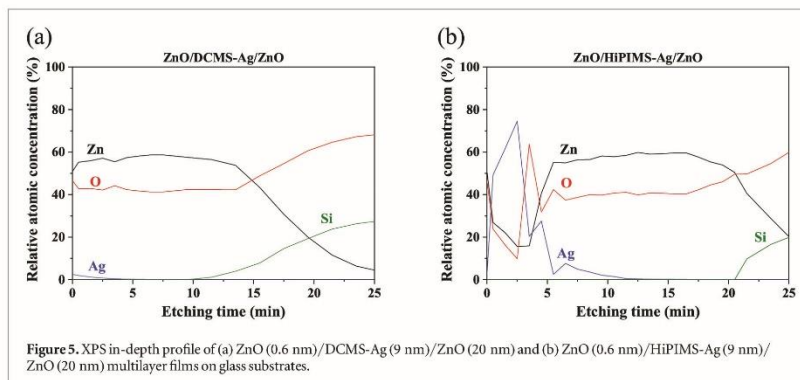 (a)
ZnO/DCMS-Ag/ZnO
Relative atomic concentration (%)
100
80
60
40
20
0
Zn
O
Ag
Si
0
5
10
15
20
25
Etching time (min)
(b)
ZnO/HiPIMS-Ag/ZnO
Relative atomic concentration (%)
100
80
60
40
20
0
Zn
O
Ag
Si
0
5
10
15
20
25
Etching time (min)
Figure 5. XPS in-depth profile of (a) ZnO (0.6 nm)/DCMS-Ag (9 nm)/ZnO (20 nm) and (b) ZnO (0.6 nm)/HiPIMS-Ag (9 nm)/
ZnO (20 nm) multilayer films on glass substrates.